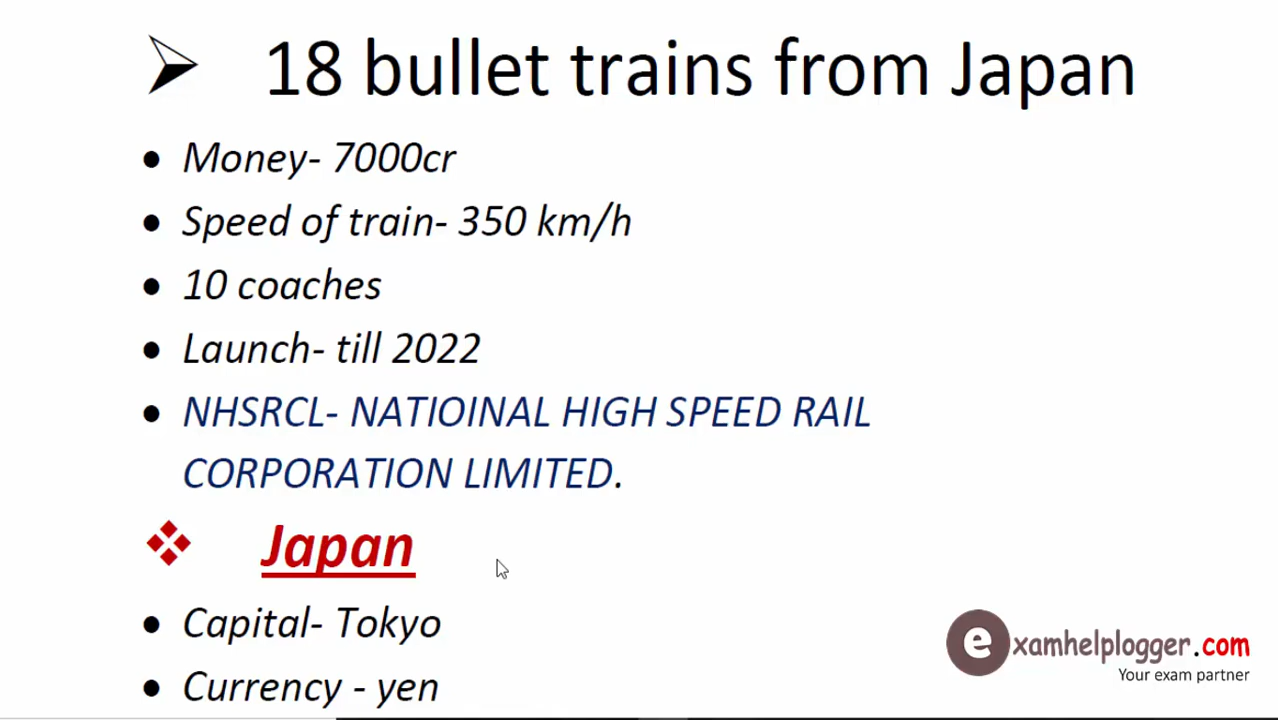 ➢ 18 bullet trains from Japan
• Money- 7000cr
• Speed of train- 350 km/h
• 10 coaches
• Launch- till 2022
• NHSRCL- NATIOINAL HIGH SPEED RAIL
CORPORATION LIMITED.
❖ Japan
• Capital- Tokyo
• Currency - yen
examhelplogger.com
Your exam partner